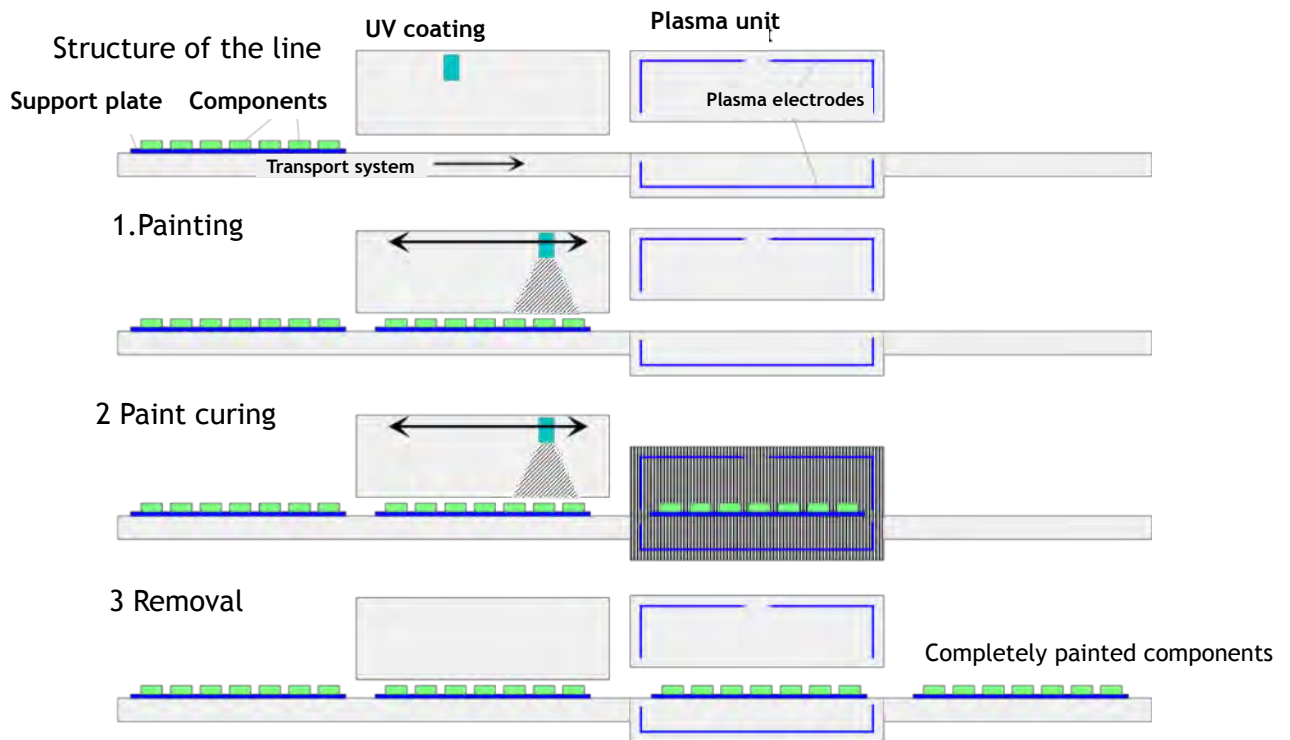 Structure of the line
UV coating
Plasma unit
Support plate
Components
Plasma electrodes
Transport system
1.Painting
2 Paint curing
3 Removal
Completely painted components